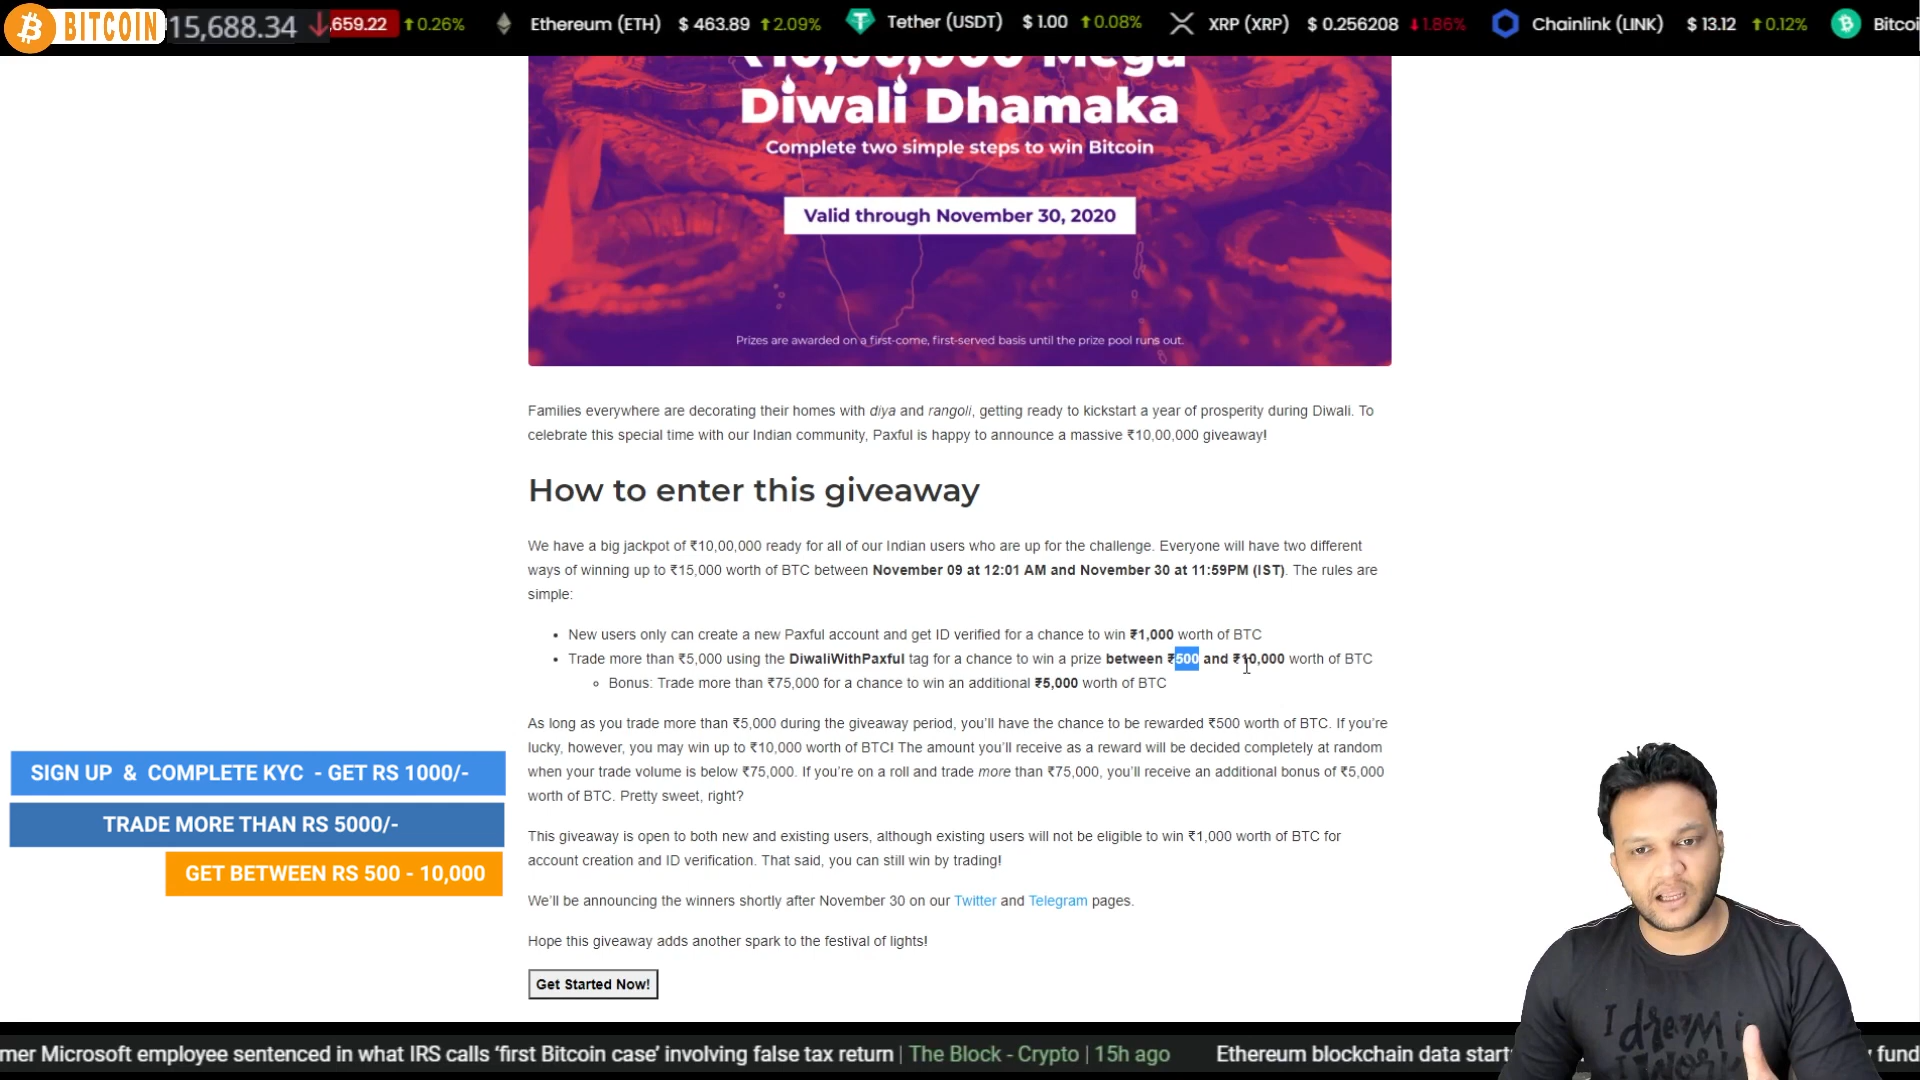 BITCOIN 15,688.34 ,659.22 0.26% Ethereum (ETH) $ 463.89 2.09% Tether (USDT) $ 1.00 0.08% XRP (XRP) $ 0.256208 1.86% Chainlink (LINK) $ 13.12 0.12% Bitcoi
₹10,00,000 Mega
Diwali Dhamaka
Complete two simple steps to win Bitcoin
Valid through November 30, 2020
Prizes are awarded on a first-come, first-served basis until the prize pool runs out.
Families everywhere are decorating their homes with diya and rangoli, getting ready to kickstart a year of prosperity during Diwali. To
celebrate this special time with our Indian community, Paxful is happy to announce a massive ₹10,00,000 giveaway!
How to enter this giveaway
We have a big jackpot of ₹10,00,000 ready for all of our Indian users who are up for the challenge. Everyone will have two different
ways of winning up to ₹15,000 worth of BTC between November 09 at 12:01 AM and November 30 at 11:59PM (IST). The rules are
simple:
• New users only can create a new Paxful account and get ID verified for a chance to win ₹1,000 worth of BTC
• Trade more than ₹5,000 using the DiwaliWithPaxful tag for a chance to win a prize between ₹500 and ₹10,000 worth of BTC
◦ Bonus: Trade more than ₹75,000 for a chance to win an additional ₹5,000 worth of BTC
As long as you trade more than ₹5,000 during the giveaway period, you’ll have the chance to be rewarded ₹500 worth of BTC. If you’re
lucky, however, you may win up to ₹10,000 worth of BTC! The amount you’ll receive as a reward will be decided completely at random
when your trade volume is below ₹75,000. If you’re on a roll and trade more than ₹75,000, you’ll receive an additional bonus of ₹5,000
worth of BTC. Pretty sweet, right?
This giveaway is open to both new and existing users, although existing users will not be eligible to win ₹1,000 worth of BTC for
account creation and ID verification. That said, you can still win by trading!
We’ll be announcing the winners shortly after November 30 on our Twitter and Telegram pages.
Hope this giveaway adds another spark to the festival of lights!
Get Started Now!
SIGN UP & COMPLETE KYC - GET RS 1000/-
TRADE MORE THAN RS 5000/-
GET BETWEEN RS 500 - 10,000
I dream i
mer Microsoft employee sentenced in what IRS calls ‘first Bitcoin case’ involving false tax return | The Block - Crypto | 15h ago Ethereum blockchain data start fund